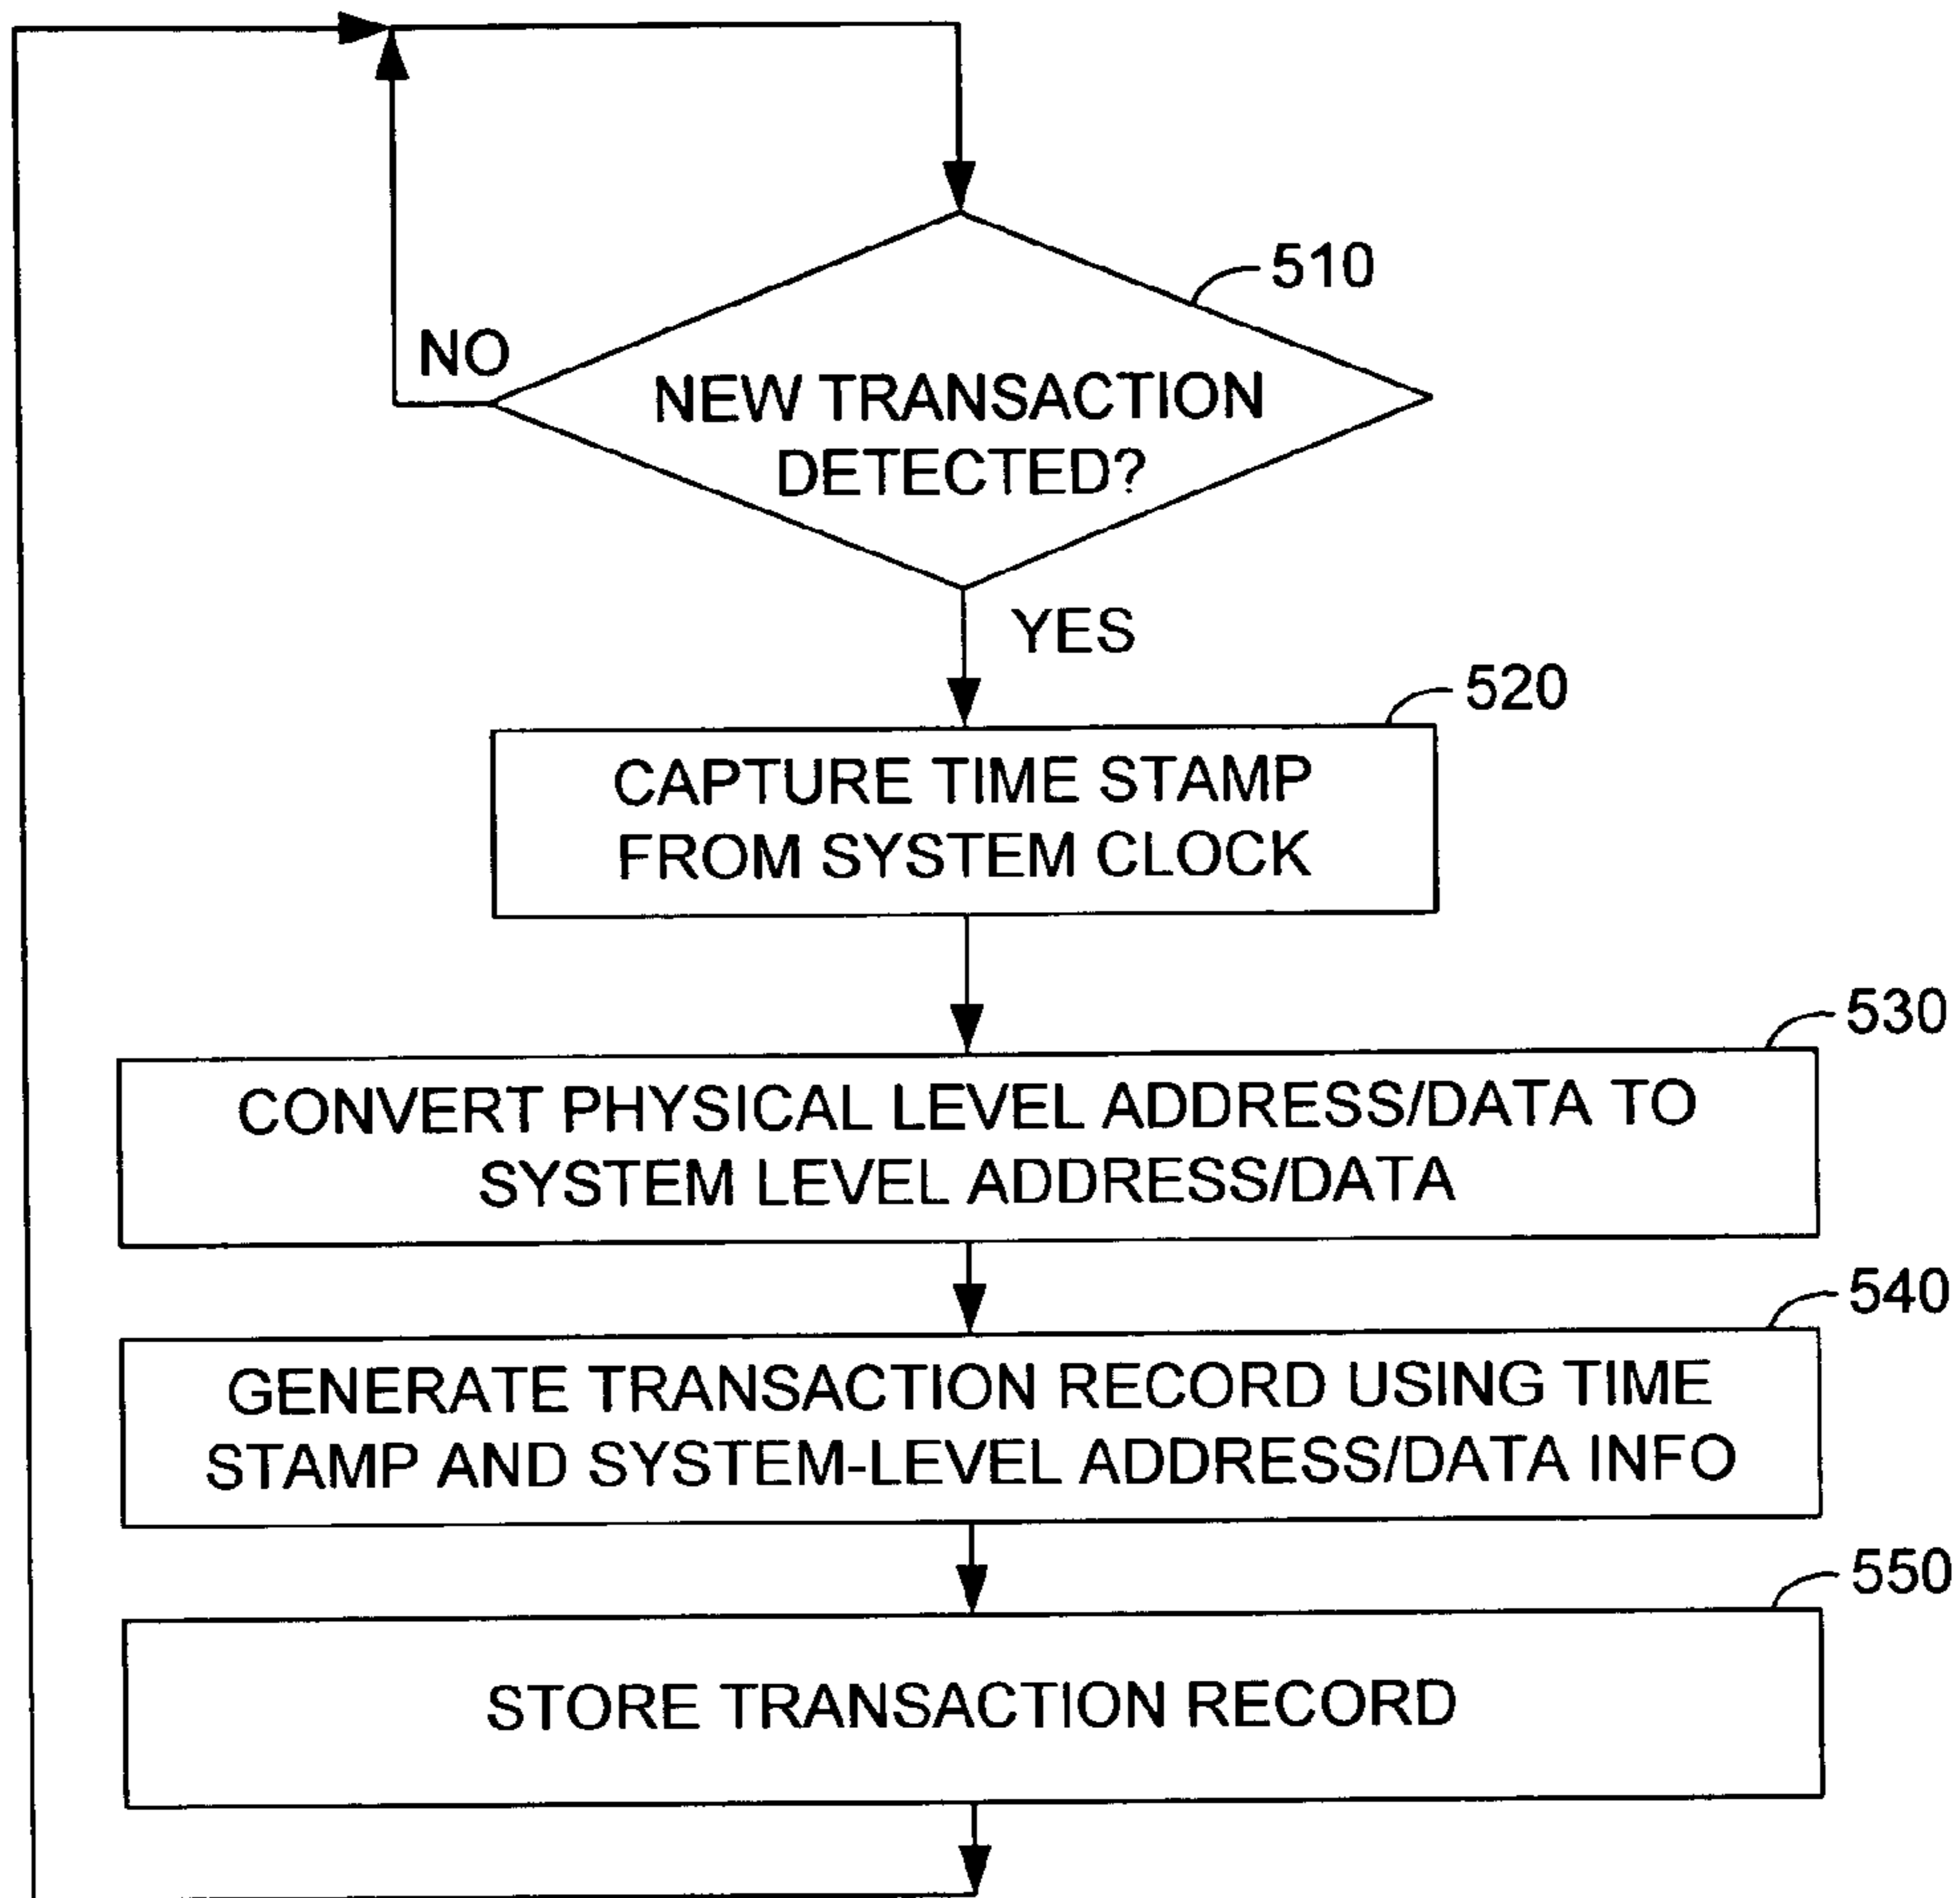 510
NO
NEW TRANSACTION
DETECTED?
YES
520
CAPTURE TIME STAMP
FROM SYSTEM CLOCK
530
CONVERT PHYSICAL LEVEL ADDRESS/DATA TO
SYSTEM LEVEL ADDRESS/DATA
540
GENERATE TRANSACTION RECORD USING TIME
STAMP AND SYSTEM-LEVEL ADDRESS/DATA INFO
550
STORE TRANSACTION RECORD